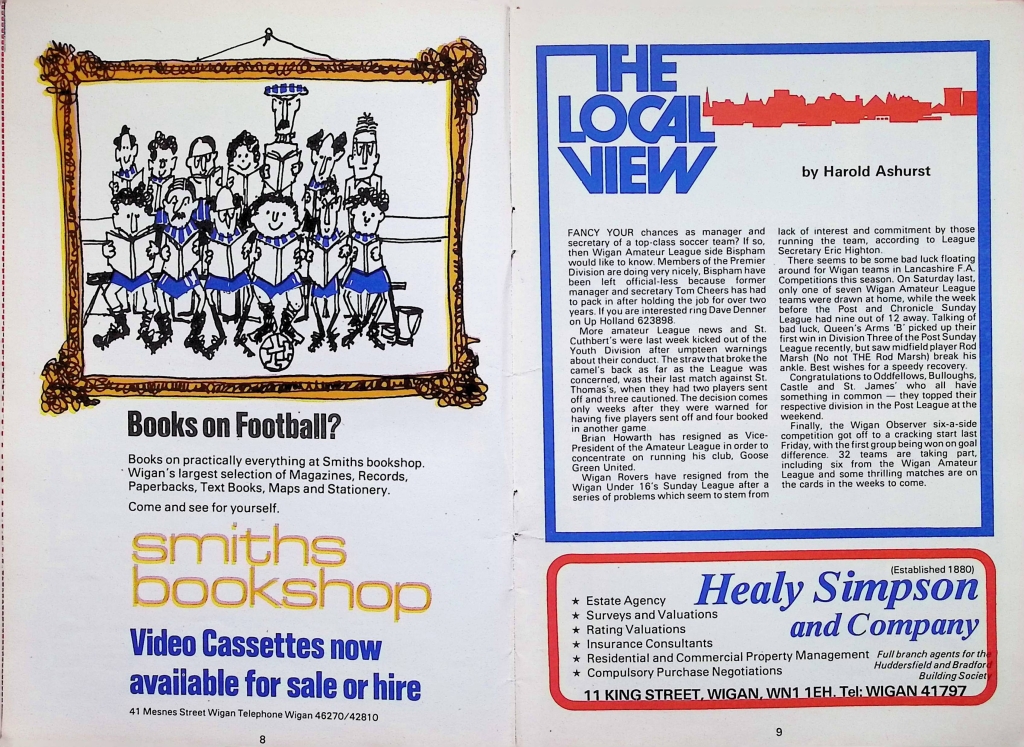 Books on Football?
Books on practically everything at Smiths bookshop.
Wigan's largest selection of Magazines, Records,
Paperbacks, Text Books, Maps and Stationery.
Come and see for yourself.
smiths
bookshop
Video Cassettes now
available for sale or hire
41 Mesnes Street Wigan Telephone Wigan 46270/42810
8
THE
LOCAL
VIEW
by Harold Ashurst
FANCY YOUR chances as manager and
secretary of a top-class soccer team? If so,
then Wigan Amateur League side Bispham
would like to know. Members of the Premier
Division are doing very nicely, Bispham have
been left official-less because former
manager and secretary Tom Cheers has had
to pack in after holding the job for over two
years. If you are interested ring Dave Denner
on Up Holland 623898.
More amateur League news and St.
Cuthbert's were last week kicked out of the
Youth Division after umpteen warnings
about their conduct. The straw that broke the
camel's back as far as the League was
concerned, was their last match against St.
Thomas's, when they had two players sent
off and three cautioned. The decision comes
only weeks after they were warned for
having five players sent off and four booked
in another game
Brian Howarth has resigned as Vice-
President of the Amateur League in order to
concentrate on running his club, Goose
Green United.
Wigan Rovers have resigned from the
Wigan Under 16's Sunday League after a
series of problems which seem to stem from
lack of interest and commitment by those
running the team, according to League
Secretary Eric Highton.
There seems to be some bad luck floating
around for Wigan teams in Lancashire F.A.
Competitions this season. On Saturday last,
only one of seven Wigan Amateur League
teams were drawn at home, while the week
before the Post and Chronicle Sunday
League had nine out of 12 away. Talking of
bad luck, Queen's Arms 'B' picked up their
first win in Division Three of the Post Sunday
League recently, but saw midfield player Rod
Marsh (No not THE Rod Marsh) break his
ankle. Best wishes for a speedy recovery.
Congratulations to Oddfellows, Bulloughs,
Castle and St. James' who all have
something in common — they topped their
respective division in the Post League at the
weekend.
Finally, the Wigan Observer six-a-side
competition got off to a cracking start last
Friday, with the first group being won on goal
difference. 32 teams are taking part,
including six from the Wigan Amateur
League and some thrilling matches are on
the cards in the weeks to come.
(Established 1880)
Healy Simpson
and Company
★ Estate Agency
★ Surveys and Valuations
★ Rating Valuations
★ Insurance Consultants
★ Residential and Commercial Property Management
★ Compulsory Purchase Negotiations
Full branch agents for the
Huddersfield and Bradford
Building Society
11 KING STREET, WIGAN, WN1 1EH. Tel: WIGAN 41797
9